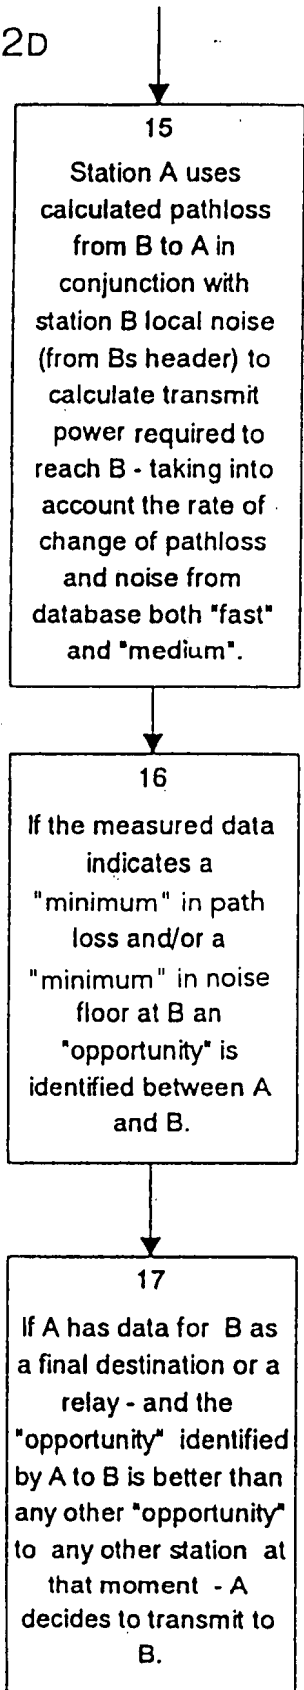 2D
15
Station A uses
calculated pathloss
from B to A in
conjunction with
station B local noise
(from Bs header) to
calculate transmit
power required to
reach B - taking into
account the rate of
change of pathloss
and noise from
database both "fast"
and "medium".
16
If the measured data
indicates a
"minimum" in path
loss and/or a
"minimum" in noise
floor at B an
"opportunity" is
identified between A
and B.
17
If A has data for B as
a final destination or a
relay - and the
"opportunity" identified
by A to B is better than
any other "opportunity"
to any other station at
that moment - A
decides to transmit to
B.